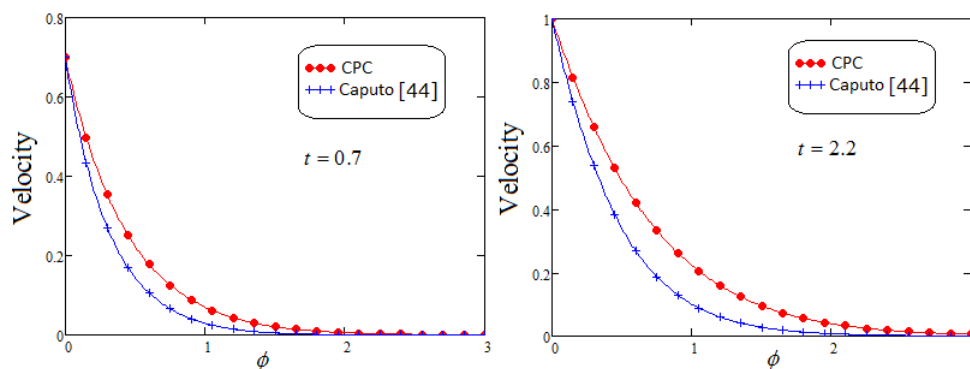 0.8
0.6
0.4
0.2
0
0
1
2
3
Velocity
ϕ
CPC
Caputo [44]
t = 0.7
1
0.8
0.6
0.4
0.2
0
0
1
2
Velocity
ϕ
CPC
Caputo [44]
t = 2.2